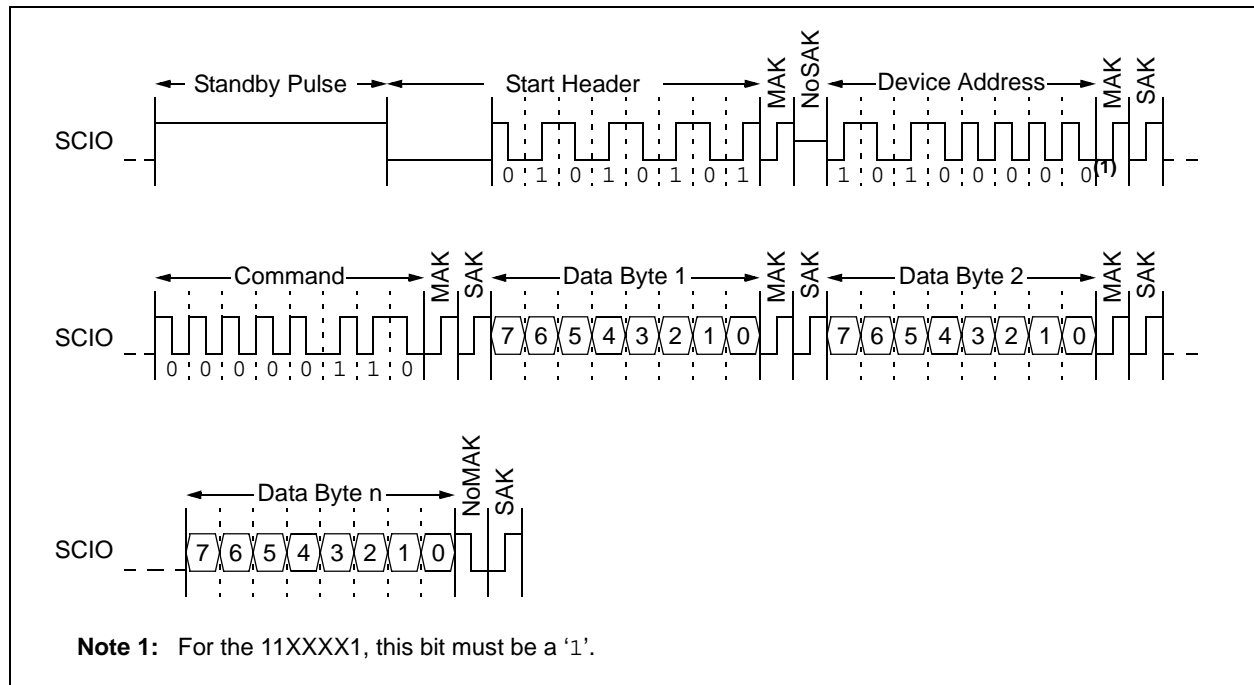 Standby Pulse Start Header MAK NoSAK Device Address MAK SAK
SCIO
0 1 0 1 0 1 0 1 1 0 1 0 0 0 0 0(1)
Command MAK SAK Data Byte 1 MAK SAK Data Byte 2 MAK SAK
SCIO 7 6 5 4 3 2 1 0 7 6 5 4 3 2 1 0
0 0 0 0 0 1 1 0
Data Byte n NoMAK SAK
SCIO 7 6 5 4 3 2 1 0
Note 1: For the 11XXXX1, this bit must be a ‘1’.